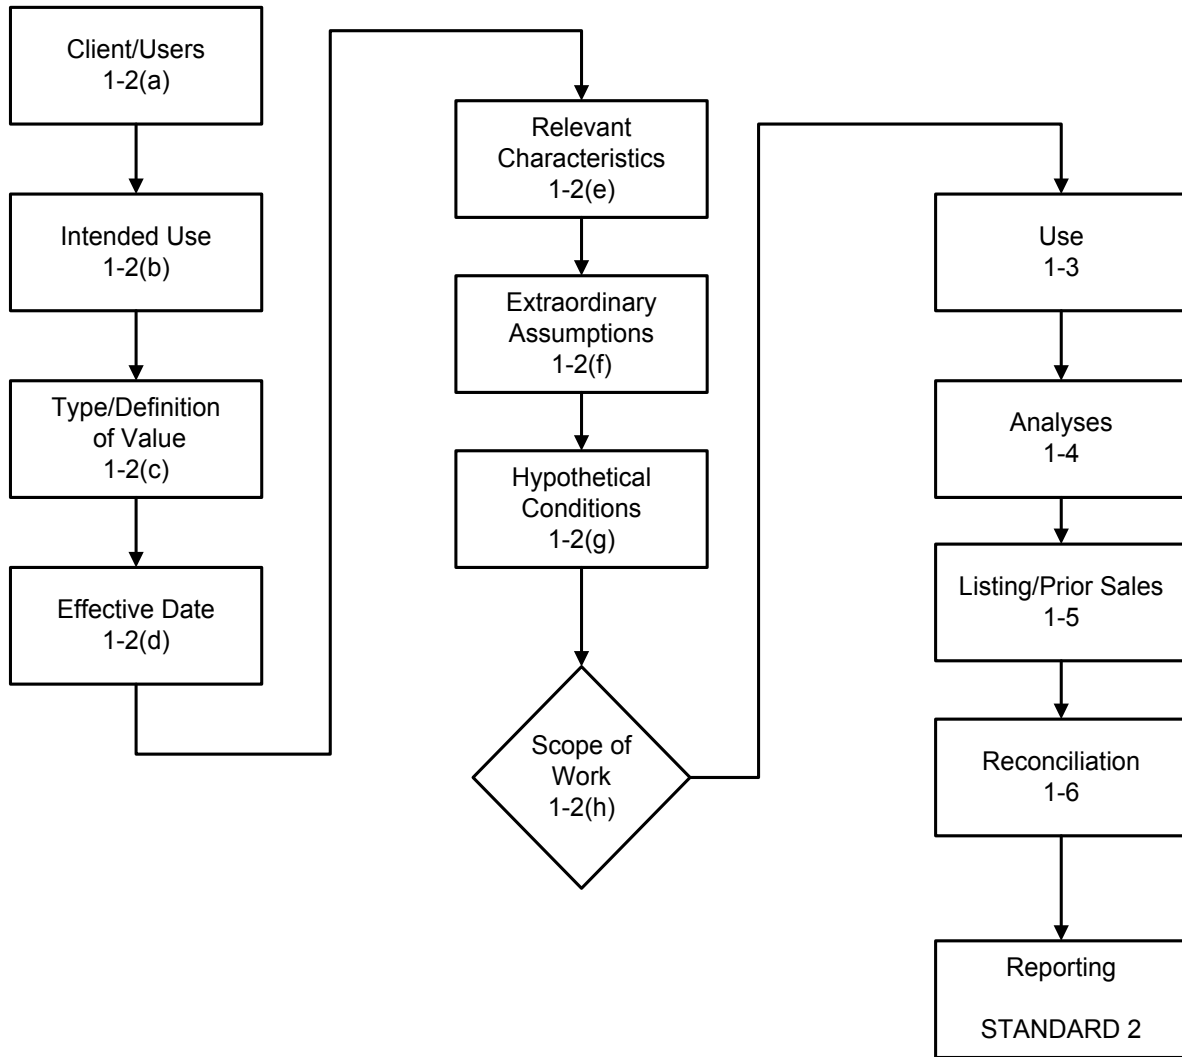 Client/Users
1-2(a)
Intended Use
1-2(b)
Type/Definition
of Value
1-2(c)
Effective Date
1-2(d)
Relevant
Characteristics
1-2(e)
Extraordinary
Assumptions
1-2(f)
Hypothetical
Conditions
1-2(g)
Scope of
Work
1-2(h)
Use
1-3
Analyses
1-4
Listing/Prior Sales
1-5
Reconciliation
1-6
Reporting
STANDARD 2